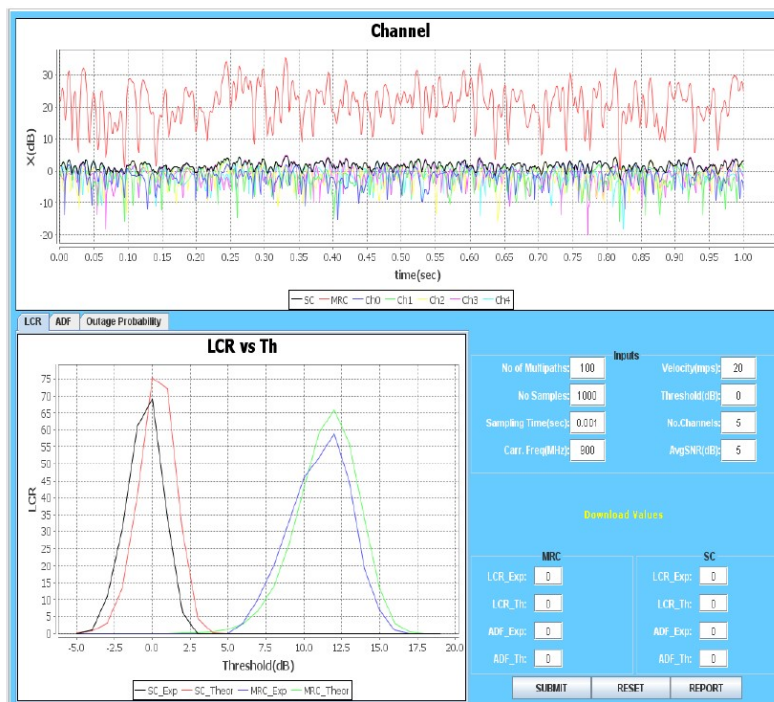 Channel
X(dB)
30
20
10
0
-10
-20
0.00 0.05 0.10 0.15 0.20 0.25 0.30 0.35 0.40 0.45 0.50 0.55 0.60 0.65 0.70 0.75 0.80 0.85 0.90 0.95 1.00
time(sec)
SC MRC Ch0 Ch1 Ch2 Ch3 Ch4
LCR ADF Outage Probability
LCR vs Th
LCR
75
70
65
60
55
50
45
40
35
30
25
20
15
10
5
0
-5.0 -2.5 0.0 2.5 5.0 7.5 10.0 12.5 15.0 17.5 20.0
Threshold(dB)
SC_Exp SC_Theor MRC_Exp MRC_Theor
Inputs
No of Multipaths: 100 Velocity(mps): 20
No Samples: 1000 Threshold(dB): 0
Sampling Time(sec): 0.001 No.Channels: 5
Carr. Freq(MHz): 900 AvgSNR(dB): 5
Download Values
MRC SC
LCR_Exp: 0 LCR_Exp: 0
LCR_Th: 0 LCR_Th: 0
ADF_Exp: 0 ADF_Exp: 0
ADF_Th: 0 ADF_Th: 0
SUBMIT RESET REPORT